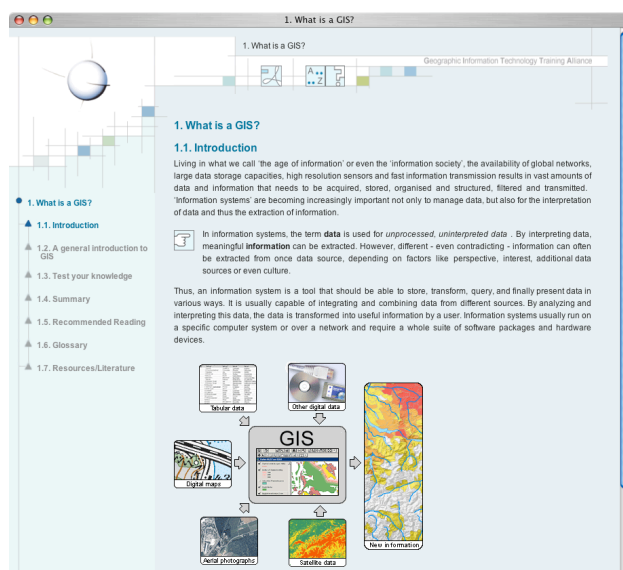 1. What is a GIS?
1. What is a GIS?
Geographic Information Technology Training Alliance
A..
..Z
1. What is a GIS?
1.1. Introduction
1.2. A general introduction to
GIS
1.3. Test your knowledge
1.4. Summary
1.5. Recommended Reading
1.6. Glossary
1.7. Resources/Literature
1. What is a GIS?
1.1. Introduction
Living in what we call 'the age of information' or even the 'information society', the availability of global networks,
large data storage capacities, high resolution sensors and fast information transmission results in vast amounts of
data and information that needs to be acquired, stored, organised and structured, filtered and transmitted.
'Information systems' are becoming increasingly important not only to manage data, but also for the interpretation
of data and thus the extraction of information.
In information systems, the term data is used for unprocessed, uninterpreted data . By interpreting data,
meaningful information can be extracted. However, different - even contradicting - information can often
be extracted from once data source, depending on factors like perspective, interest, additional data
sources or even culture.
Thus, an information system is a tool that should be able to store, transform, query, and finally present data in
various ways. It is usually capable of integrating and combining data from different sources. By analyzing and
interpreting this data, the data is transformed into useful information by a user. Information systems usually run on
a specific computer system or over a network and require a whole suite of software packages and hardware
devices.
Tabular data
Other digital data
GIS
Digital maps
Aerial photographs
Satellite data
New information